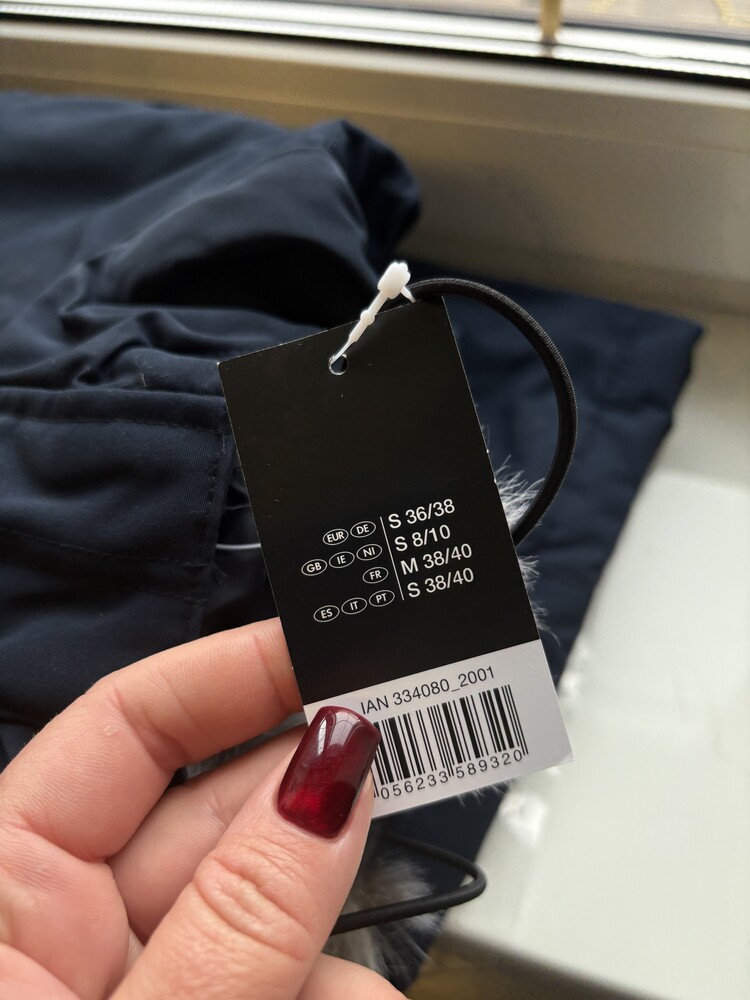 EUR DE S 36/38
GB IE NI S 8/10
FR M 38/40
ES IT PT S 38/40
IAN 334080_2001
056233 589320